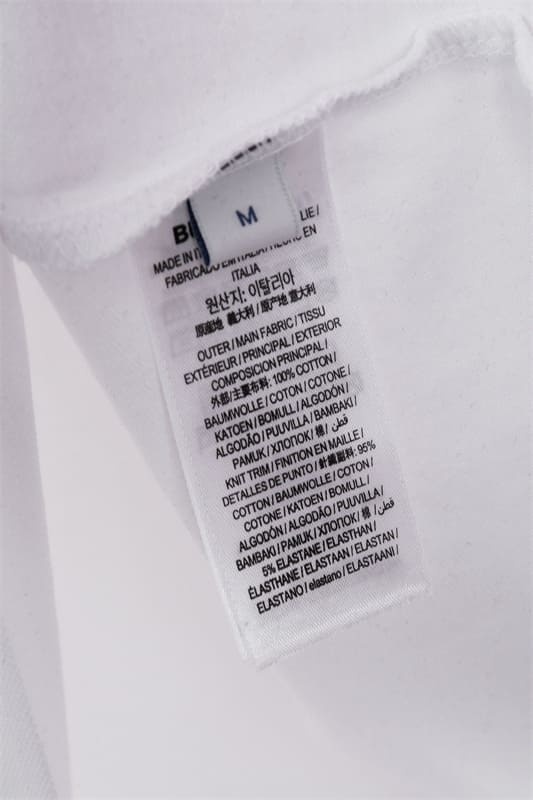 M
MADE IN
LIE /
FABRICADO EM ITALIA / HECHO EN
ITALIA
원산지: 이탈리아
原産地 義大利 / 原产地 意大利
OUTER / MAIN FABRIC / TISSU
EXTÉRIEUR / PRINCIPAL / EXTERIOR
COMPOSICION PRINCIPAL /
外部/主要布料: 100% COTTON /
BAUMWOLLE / COTON / COTONE /
KATOEN / BOMULL / ALGODÓN /
ALGODÃO / PUUVILLA / BAMBAKI /
PAMUK / ХЛОПОК / 棉 / قطن /
KNIT TRIM / FINITION EN MAILLE /
DETALLES DE PUNTO / 針織副料: 95%
COTTON / BAUMWOLLE / COTON /
COTONE / KATOEN / BOMULL /
ALGODÓN / ALGODÃO / PUUVILLA /
BAMBAKI / PAMUK / ХЛОПОК / 棉 / قطن /
5% ELASTANE / ELASTHAN /
ÉLASTHANE / ELASTAAN / ELASTAN /
ELASTANO / elastano / ELASTAANI /